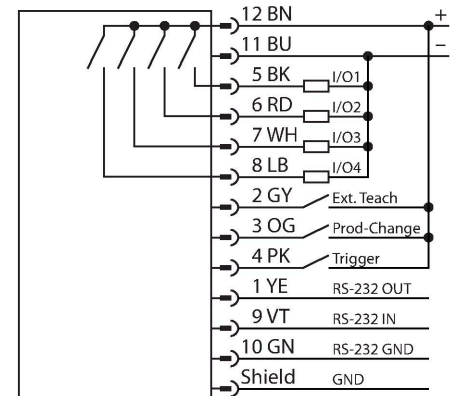 12 BN +
11 BU −
5 BK I/O1
6 RD I/O2
7 WH I/O3
8 LB I/O4
2 GY Ext. Teach
3 OG Prod-Change
4 PK Trigger
1 YE RS-232 OUT
9 VT RS-232 IN
10 GN RS-232 GND
Shield GND